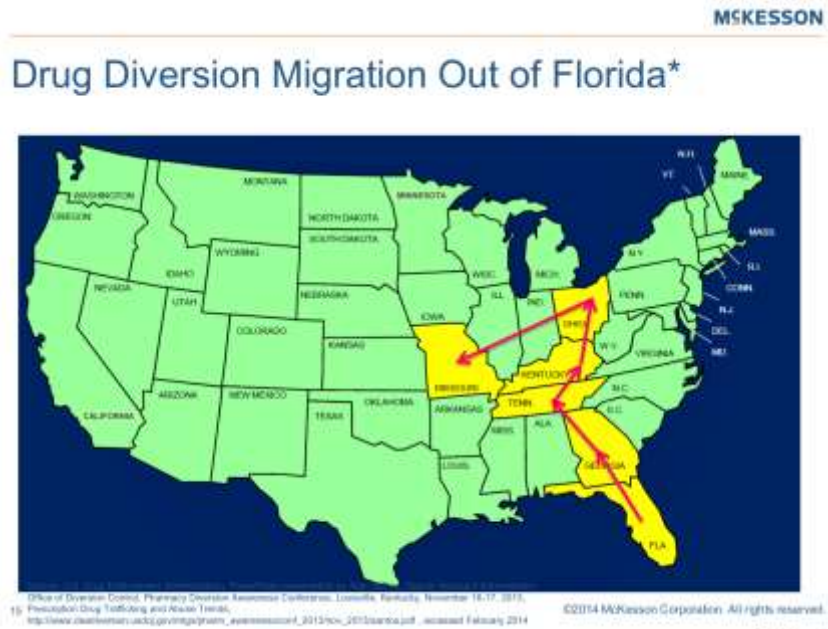 MCKESSON
Drug Diversion Migration Out of Florida*
N.H.
VT.
MAINE
WASHINGTON
MONTANA
MINNESOTA
OREGON
NORTH DAKOTA
SOUTH DAKOTA
MASS.
WYOMING
N.Y.
R.I.
IDAHO
WISC.
MICH.
NEVADA
UTAH
NEBRASKA
ILL.
IND.
PENN.
CONN.
IOWA
N.J.
COLORADO
OHIO
DEL.
KANSAS
W.V.
VIRGINIA
MD.
KENTUCKY
MISSOURI
N.C.
ARIZONA
NEW MEXICO
OKLAHOMA
TENN.
CALIFORNIA
TEXAS
ARKANSAS
S.C.
MISS.
ALA.
LOUIS.
GEORGIA
FLA.
Office of Diversion Control, Pharmacy Diversion Awareness Conference, Louisville, Kentucky, November 16-17, 2013,
15 Prescription Drug Trafficking and Abuse Trends,
accessed February 2014
©2014 McKesson Corporation. All rights reserved.